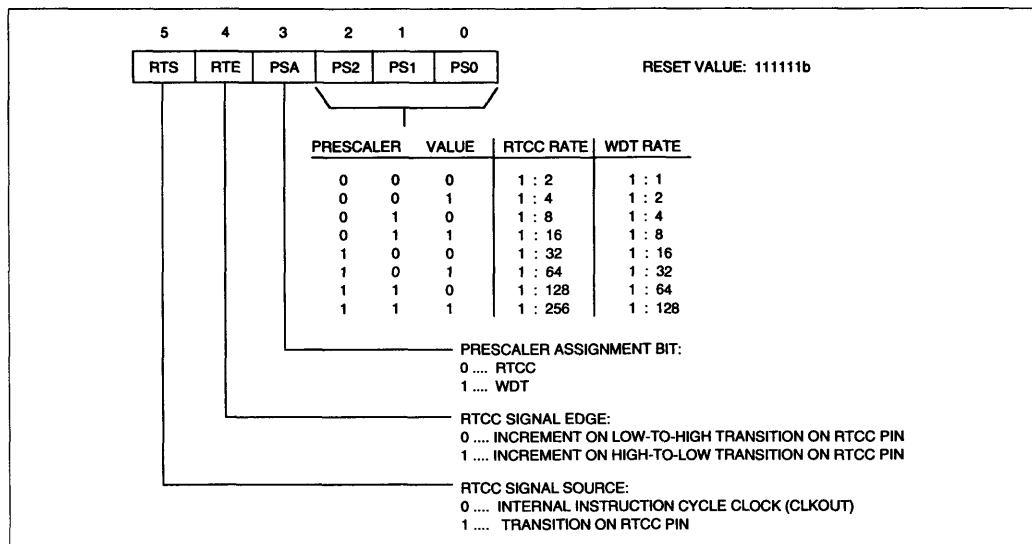 5 4 3 2 1 0
RTS RTE PSA PS2 PS1 PS0 RESET VALUE: 111111b
PRESCALER VALUE RTCC RATE WDT RATE
0 0 0 1 : 2 1 : 1
0 0 1 1 : 4 1 : 2
0 1 0 1 : 8 1 : 4
0 1 1 1 : 16 1 : 8
1 0 0 1 : 32 1 : 16
1 0 1 1 : 64 1 : 32
1 1 0 1 : 128 1 : 64
1 1 1 1 : 256 1 : 128
PRESCALER ASSIGNMENT BIT:
0 .... RTCC
1 .... WDT
RTCC SIGNAL EDGE:
0 .... INCREMENT ON LOW-TO-HIGH TRANSITION ON RTCC PIN
1 .... INCREMENT ON HIGH-TO-LOW TRANSITION ON RTCC PIN
RTCC SIGNAL SOURCE:
0 .... INTERNAL INSTRUCTION CYCLE CLOCK (CLKOUT)
1 .... TRANSITION ON RTCC PIN